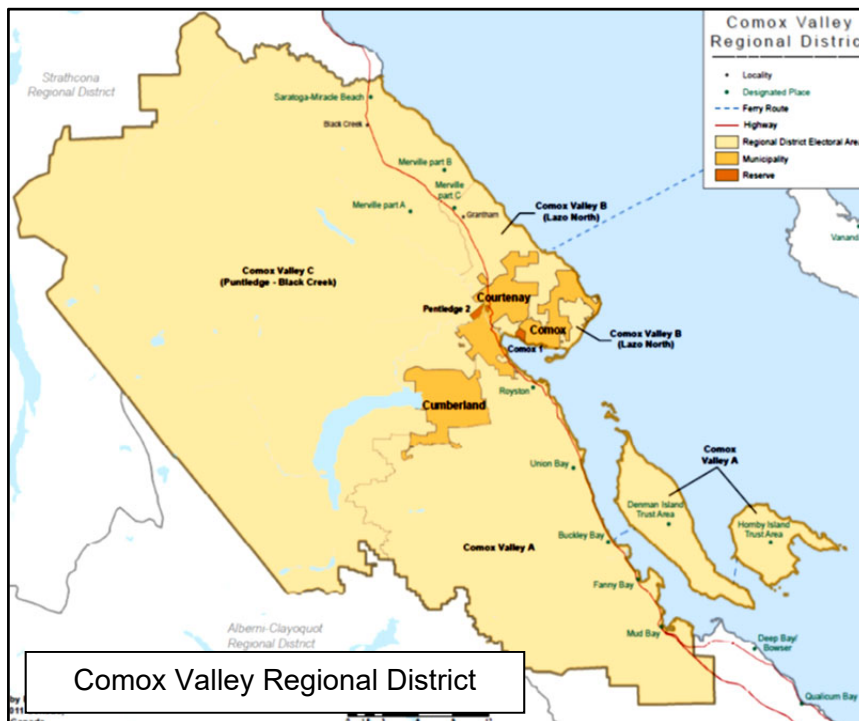 Comox Valley
Regional District
Locality
Designated Place
Ferry Route
Highway
Regional District Electoral Area
Municipality
Reserve
Strathcona
Regional District
Saratoga-Miracle Beach
Black Creek
Merville part B
Merville
part C
Merville part A
Grantham
Comox Valley B
(Lazo North)
Vananda
Comox Valley C
(Puntledge - Black Creek)
Courtenay
Pentledge 2
Comox
Comox Valley B
(Lazo North)
Comox 1
Royston
Cumberland
Comox
Valley A
Union Bay
Denman Island
Trust Area
Hornby Island
Trust Area
Buckley Bay
Comox Valley A
Fanny Bay
Mud Bay
Alberni-Clayoquot
Regional District
Deep Bay/
Bowser
Qualicum Bay
Comox Valley Regional District